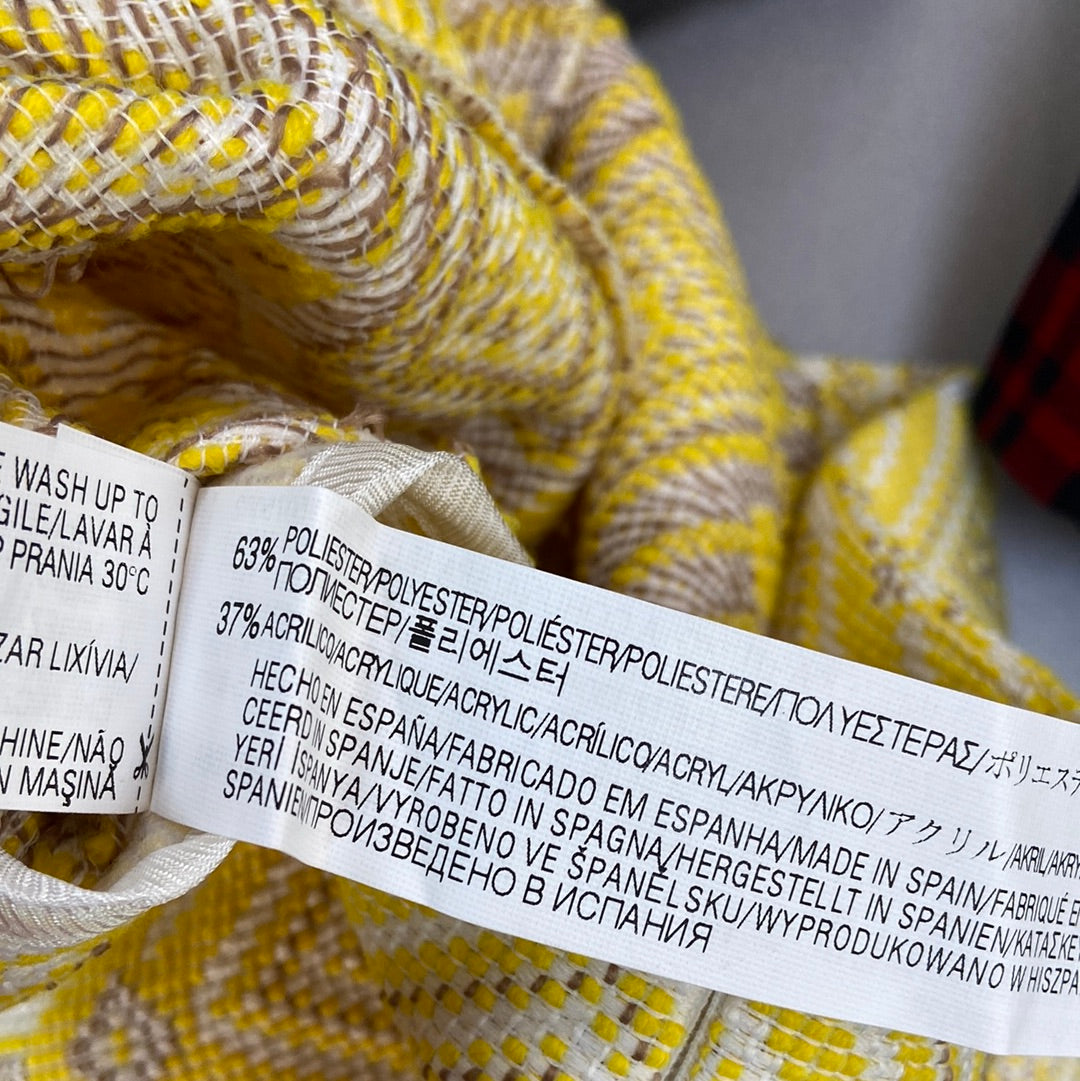 E WASH UP TO
GILE/LAVAR À
P PRANIA 30°C
ZAR LIXÍVIA/
HINE/NÃO
N MAŞINA
63% POLIESTER/POLYESTER/POLIÉSTER/POLIESTERE/ΠΟΛΥΕΣΤΕΡΑΣ/ポリエステ
ПОЛИЕСТЕР/폴리에스터
37% ACRILICO/ACRYLIQUE/ACRYLIC/ACRÍLICO/ACRYL/ΑΚΡΥΛΙΚΟ/アクリル/AKRIL/AKRY
HECHO EN ESPAÑA/FABRICADO EM ESPANHA/MADE IN SPAIN/FABRIQUÉ E
CEERD IN SPANJE/FATTO IN SPAGNA/HERGESTELLT IN SPANIEN/ΚΑΤΑΣΚΕ
YERI ISPANYA/VYROBENO VE ŠPANĚLSKU/WYPRODUKOWANO W HISZPA
SPANIEN/ПРОИЗВЕДЕНО В ИСПАНИЯ